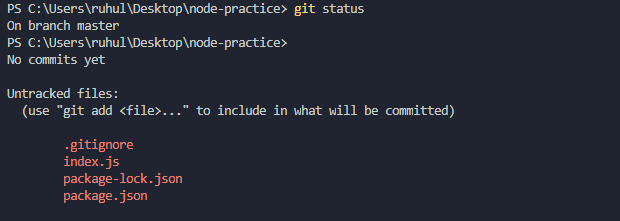 PS C:\Users\ruhul\Desktop\node-practice> git status
On branch master
PS C:\Users\ruhul\Desktop\node-practice>
No commits yet
Untracked files:
(use "git add <file>..." to include in what will be committed)
.gitignore
index.js
package-lock.json
package.json